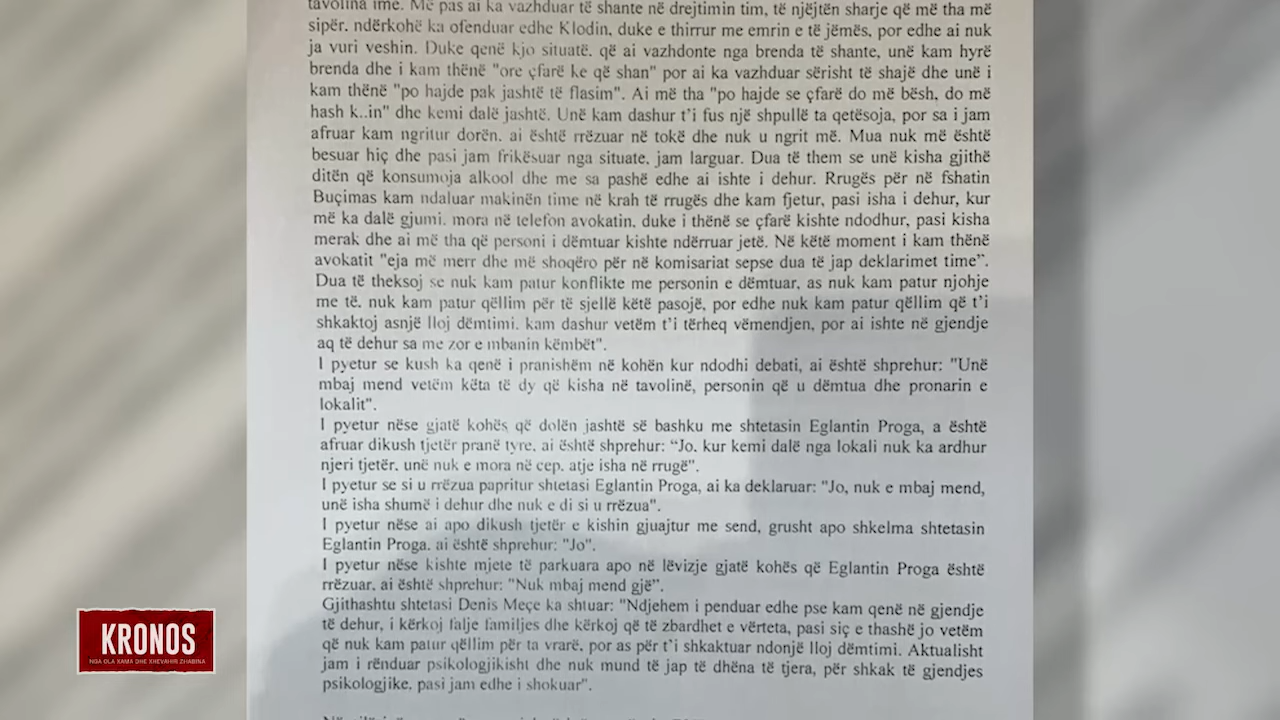 tavolina ime. Me pas ai ka vazhduar të shante në drejtimin tim, të njëjtën sharje që më tha më
sipër. ndërkohë ka ofenduar edhe Klodin, duke e thirrur me emrin e të jëmës, por edhe ai nuk
ja vuri veshin. Duke qenë kjo situatë. që ai vazhdonte nga brenda të shante, unë kam hyrë
brenda dhe i kam thënë "ore çfarë ke që shan" por ai ka vazhduar sërisht të shajë dhe unë i
kam thënë "po hajde pak jashtë të flasim". Ai më tha "po hajde se çfarë do më bësh, do më
hash k..in" dhe kemi dalë jashtë. Unë kam dashur t'i fus një shpullë ta qetësoja, por sa i jam
afruar kam ngritur dorën. ai është rrëzuar në tokë dhe nuk u ngrit më. Mua nuk më është
besuar hiç dhe pasi jam frikësuar nga situate. jam larguar. Dua të them se unë kisha gjithë
ditën që konsumoja alkool dhe me sa pashë edhe ai ishte i dehur. Rrugës për në fshatin
Buçimas kam ndaluar makinën time në krah të rrugës dhe kam fjetur, pasi isha i dehur, kur
më ka dalë gjumi. mora në telefon avokatin. duke i thënë se çfarë kishte ndodhur, pasi kisha
merak dhe ai më tha që personi i dëmtuar kishte ndërruar jetë. Në këtë moment i kam thënë
avokatit "eja më merr dhe më shoqëro për në komisariat sepse dua të jap deklarimet time".
Dua të theksoj se nuk kam patur konflikte me personin e dëmtuar, as nuk kam patur njohje
me të. nuk kam patur qëllim për të sjellë këtë pasojë, por edhe nuk kam patur qëllim që t'i
shkaktoj asnjë lloj dëmtimi. kam dashur vetëm t'i tërheq vëmendjen, por ai ishte në gjendje
aq të dehur sa me zor e mbanin këmbët".
I pyetur se kush ka qenë i pranishëm në kohën kur ndodhi debati, ai është shprehur: "Unë
mbaj mend vetëm këta të dy që kisha në tavolinë, personin që u dëmtua dhe pronarin e
lokalit".
I pyetur nëse gjatë kohës që dolën jashtë së bashku me shtetasin Eglantin Proga, a është
afruar dikush tjetër pranë tyre. ai është shprehur: "Jo. kur kemi dalë nga lokali nuk ka ardhur
njeri tjetër. unë nuk e mora në cep. atje isha në rrugë".
I pyetur se si u rrëzua papritur shtetasi Eglantin Proga, ai ka deklaruar: "Jo, nuk e mbaj mend,
unë isha shumë i dehur dhe nuk e di si u rrëzua".
I pyetur nëse ai apo dikush tjetër e kishin gjuajtur me send, grusht apo shkelma shtetasin
Eglantin Proga. ai është shprehur: "Jo".
I pyetur nëse kishte mjete të parkuara apo në lëvizje gjatë kohës që Eglantin Proga është
rrëzuar. ai është shprehur: "Nuk mbaj mend gjë".
Gjithashtu shtetasi Denis Meçe ka shtuar: "Ndjehem i penduar edhe pse kam qenë në gjendje
të dehur, i kërkoj falje familjes dhe kërkoj që të zbardhet e vërteta, pasi siç e thashë jo vetëm
që nuk kam patur qëllim për ta vrarë, por as për t'i shkaktuar ndonjë lloj dëmtimi. Aktualisht
jam i rënduar psikologjikisht dhe nuk mund të jap të dhëna të tjera, për shkak të gjendjes
psikologjike. pasi jam edhe i shokuar".
KRONOS
NGA OLA XAMA DHE XHEVAHIR ZHABINA